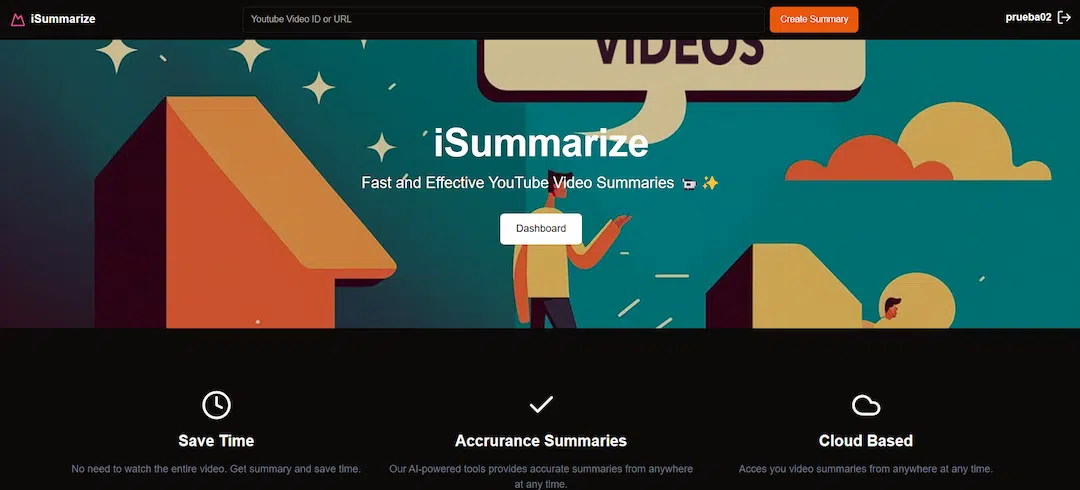 iSummarize
Youtube Video ID or URL
Create Summary
prueba02
VIDEOS
iSummarize
Fast and Effective YouTube Video Summaries 📽️ ✨
Dashboard
Save Time
No need to watch the entire video. Get summary and save time.
Accrurance Summaries
Our AI-powered tools provides accurate summaries from anywhere
at any time.
Cloud Based
Acces you video summaries from anywhere at any time.